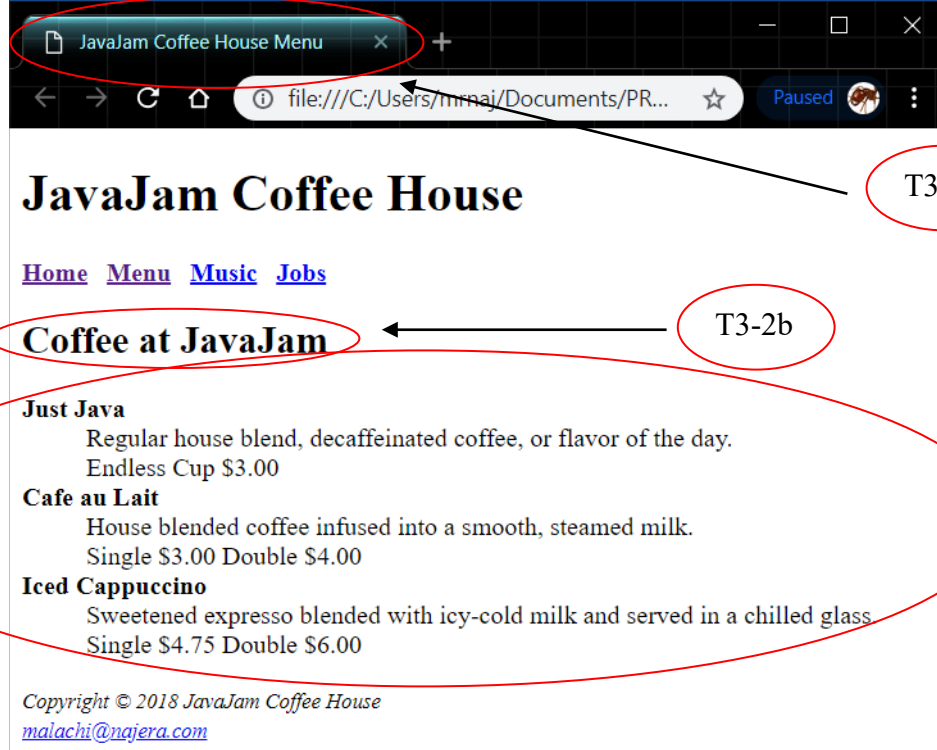 JavaJam Coffee House Menu
file:///C:/Users/mrnaj/Documents/PR...
Paused
T3
JavaJam Coffee House
Home Menu Music Jobs
T3-2b
Coffee at JavaJam
Just Java
Regular house blend, decaffeinated coffee, or flavor of the day.
Endless Cup $3.00
Cafe au Lait
House blended coffee infused into a smooth, steamed milk.
Single $3.00 Double $4.00
Iced Cappuccino
Sweetened expresso blended with icy-cold milk and served in a chilled glass.
Single $4.75 Double $6.00
Copyright © 2018 JavaJam Coffee House
malachi@najera.com